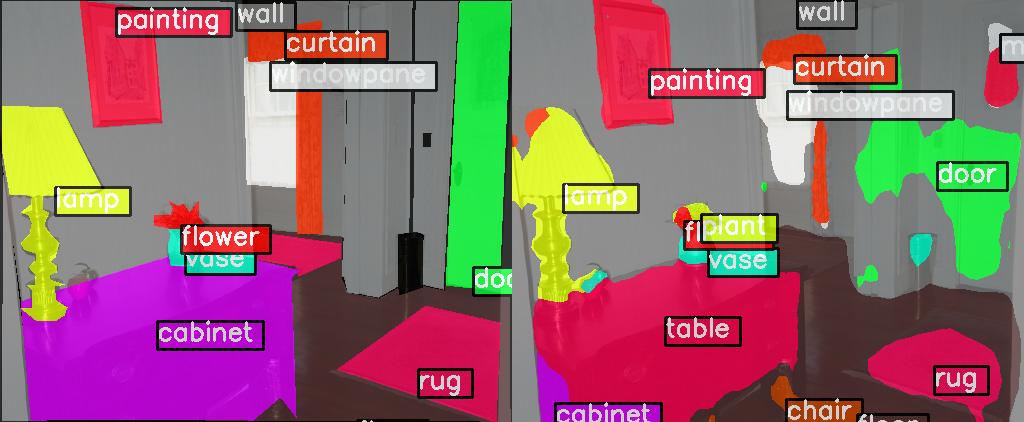 painting
wall
curtain
windowpane
lamp
flower
vase
cabinet
rug
wall
curtain
painting
windowpane
door
lamp
plant
vase
table
rug
chair
cabinet